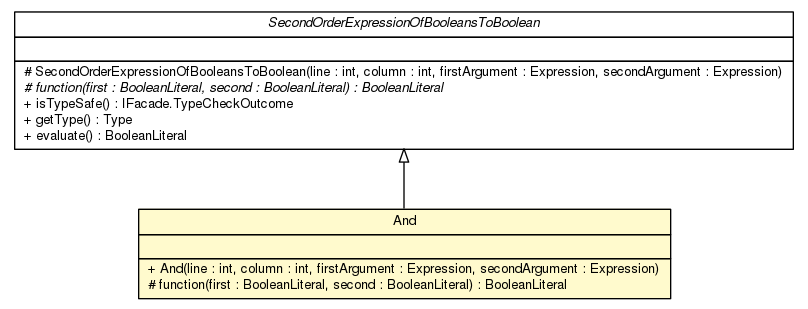 SecondOrderExpressionOfBooleansToBoolean
# SecondOrderExpressionOfBooleansToBoolean(line : int, column : int, firstArgument : Expression, secondArgument : Expression)
# function(first : BooleanLiteral, second : BooleanLiteral) : BooleanLiteral
+ isTypeSafe() : IFacade.TypeCheckOutcome
+ getType() : Type
+ evaluate() : BooleanLiteral
And
+ And(line : int, column : int, firstArgument : Expression, secondArgument : Expression)
# function(first : BooleanLiteral, second : BooleanLiteral) : BooleanLiteral